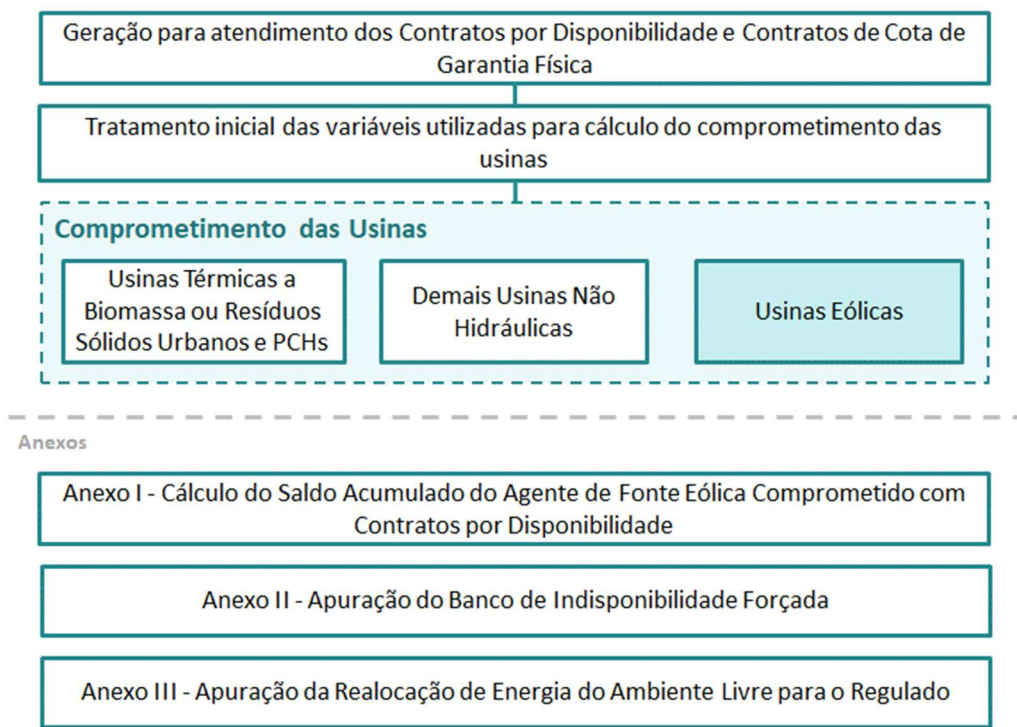 Geração para atendimento dos Contratos por Disponibilidade e Contratos de Cota de
Garantia Física
Tratamento inicial das variáveis utilizadas para cálculo do comprometimento das
usinas
Comprometimento das Usinas
Usinas Térmicas a
Biomassa ou Resíduos
Sólidos Urbanos e PCHs
Demais Usinas Não
Hidráulicas
Usinas Eólicas
Anexos
Anexo I - Cálculo do Saldo Acumulado do Agente de Fonte Eólica Comprometido com
Contratos por Disponibilidade
Anexo II - Apuração do Banco de Indisponibilidade Forçada
Anexo III - Apuração da Realocação de Energia do Ambiente Livre para o Regulado